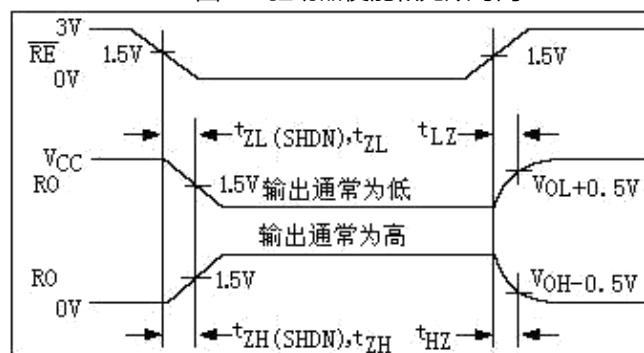 3V
RE
1.5V
1.5V
0V
tZL(SHDN),tZL
tLZ
VCC
RO
1.5V
输出通常为低
VOL+0.5V
输出通常为高
RO
1.5V
VOH-0.5V
0V
tZH(SHDN),tZH
tHZ